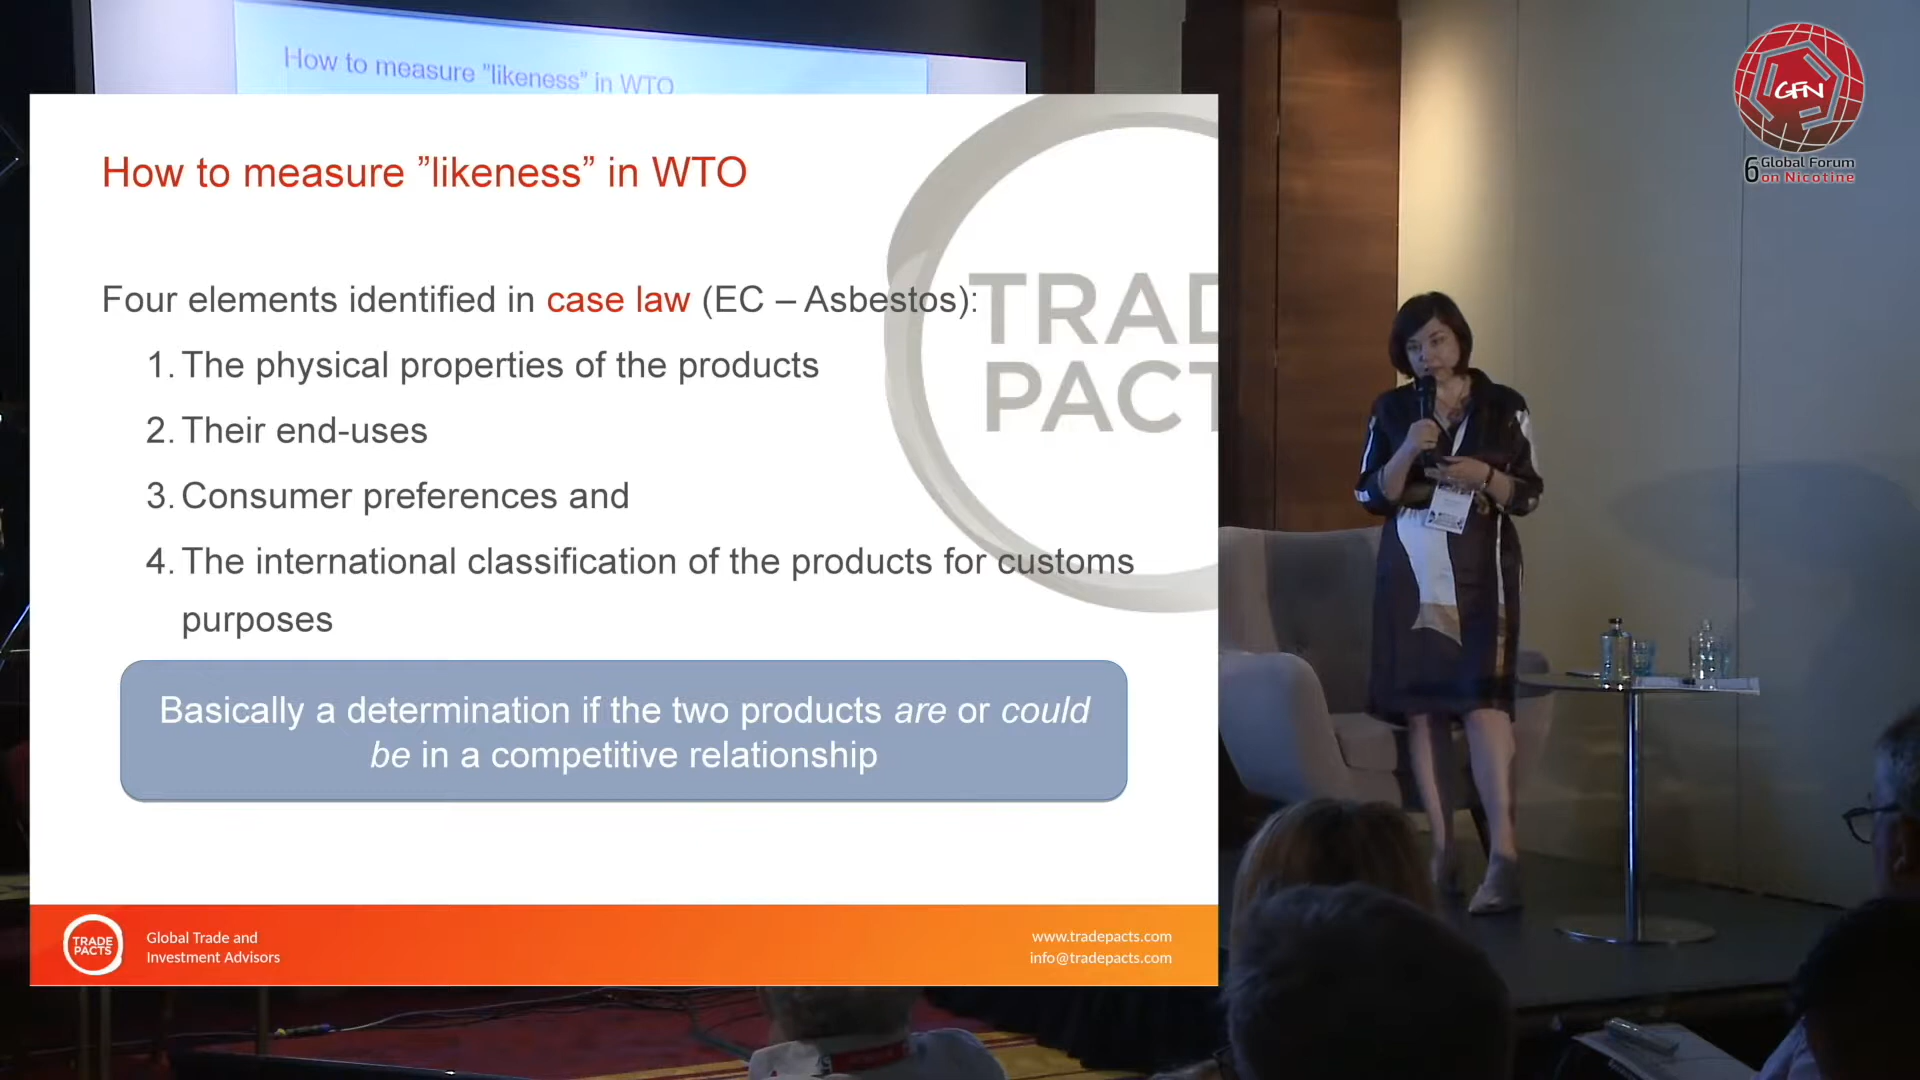 How to measure ”likeness” in WTO
How to measure ”likeness” in WTO
Four elements identified in case law (EC – Asbestos):
1. The physical properties of the products
2. Their end-uses
3. Consumer preferences and
4. The international classification of the products for customs
purposes
Basically a determination if the two products are or could
be in a competitive relationship
TRAD
PACT
TRADE
PACTS
Global Trade and
Investment Advisors
www.tradepacts.com
info@tradepacts.com
GFN
6 Global Forum
on Nicotine